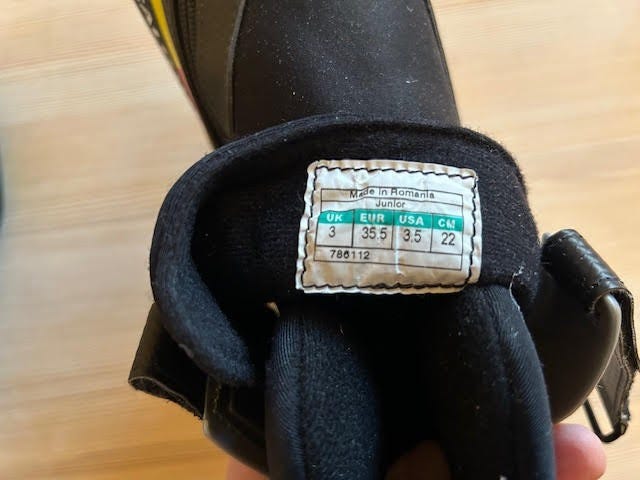 Made in Romania
Junior
UK EUR USA CM
3 35.5 3.5 22
786112